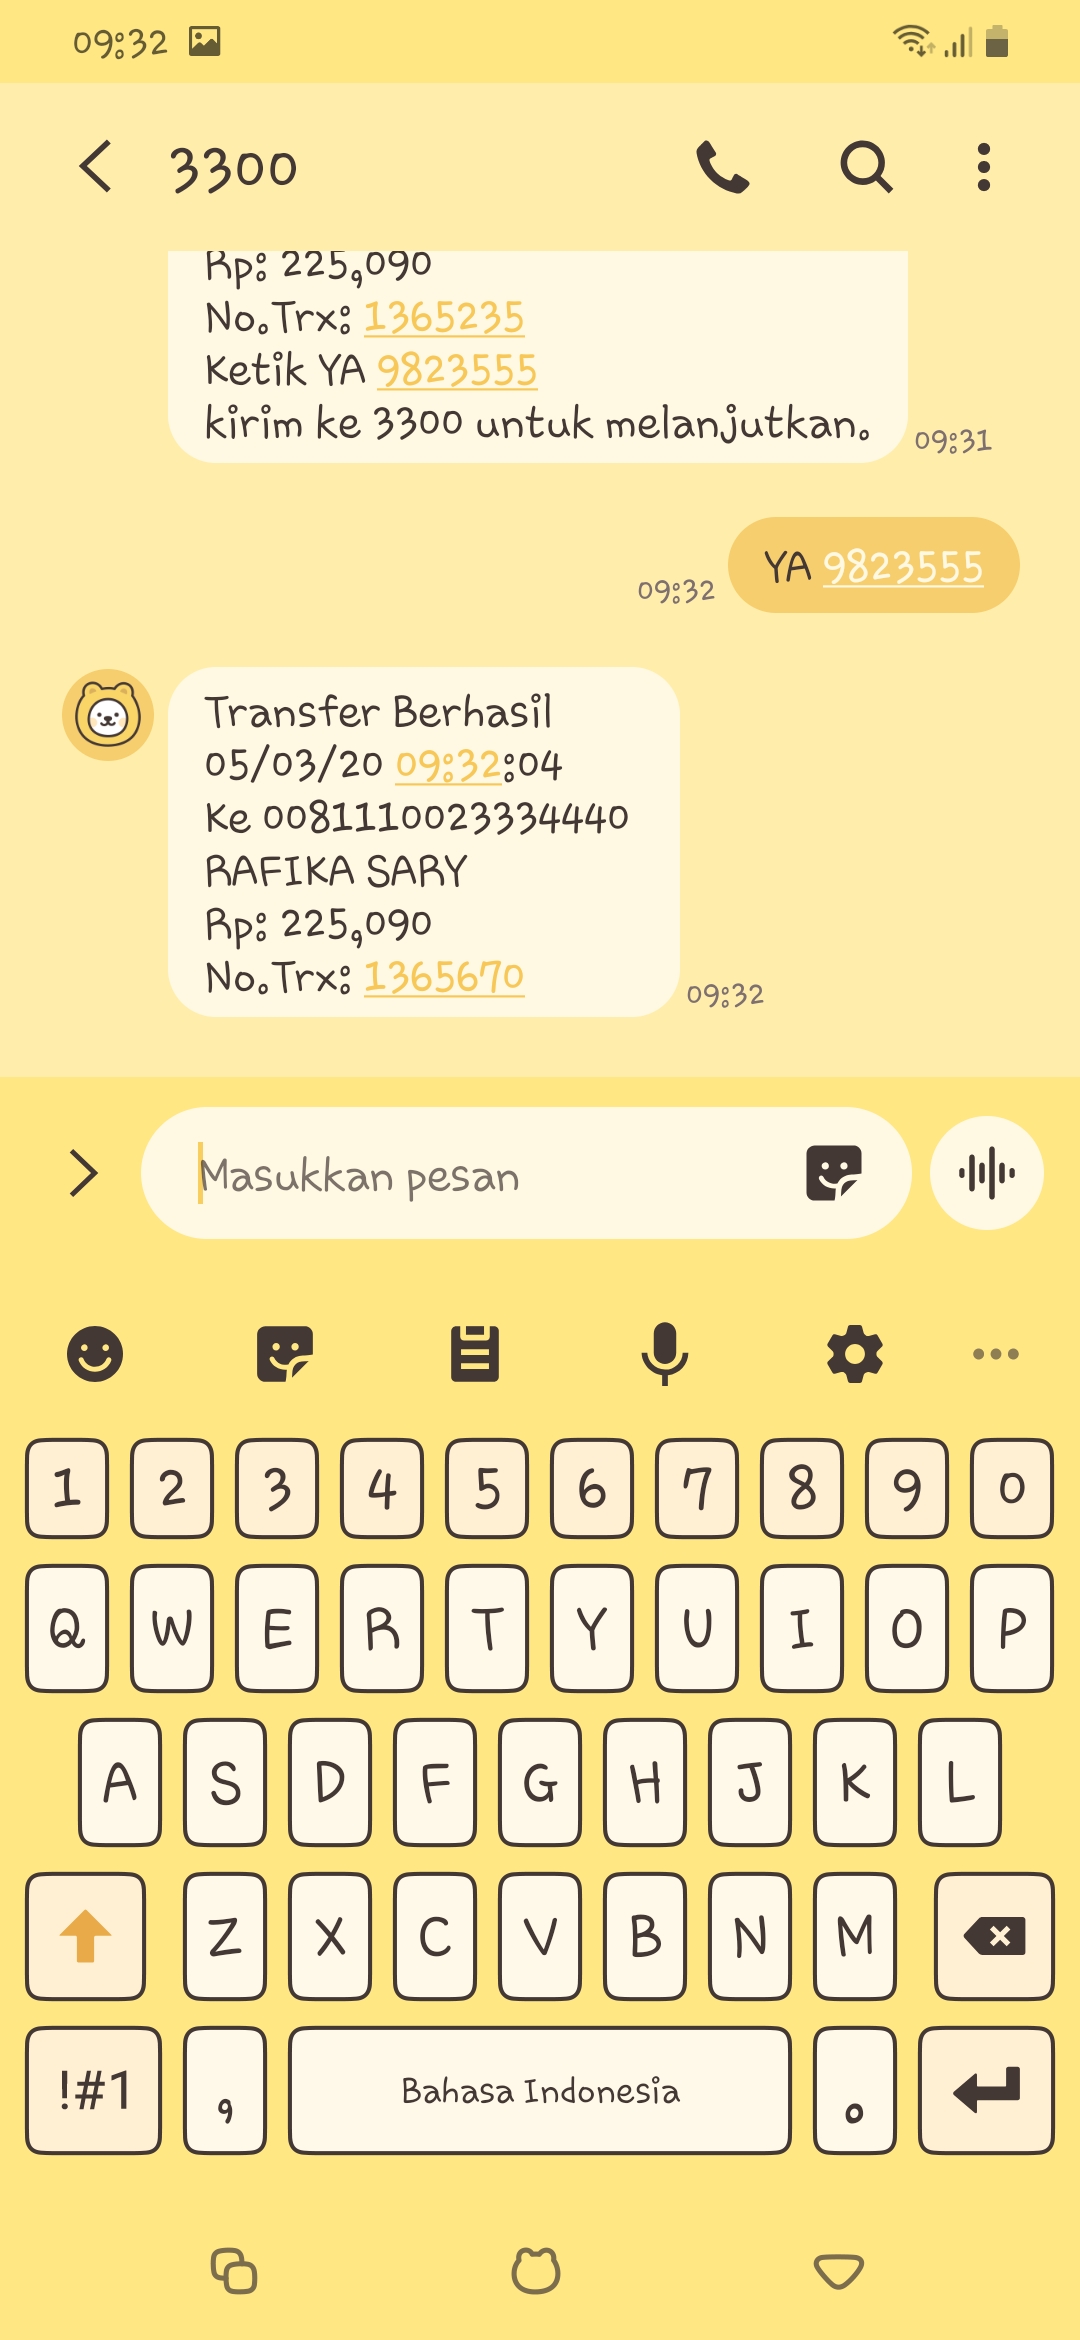 09:32
3300
Rp: 225,090
No.Trx: 1365235
Ketik YA 9823555
kirim ke 3300 untuk melanjutkan.
09:31
YA 9823555
09:32
Transfer Berhasil
05/03/20 09:32:04
Ke 0081110023334440
RAFIKA SARY
Rp: 225,090
No.Trx: 1365670
09:32
Masukkan pesan
1 2 3 4 5 6 7 8 9 0
Q W E R T Y U I O P
A S D F G H J K L
Z X C V B N M
!#1 , Bahasa Indonesia .